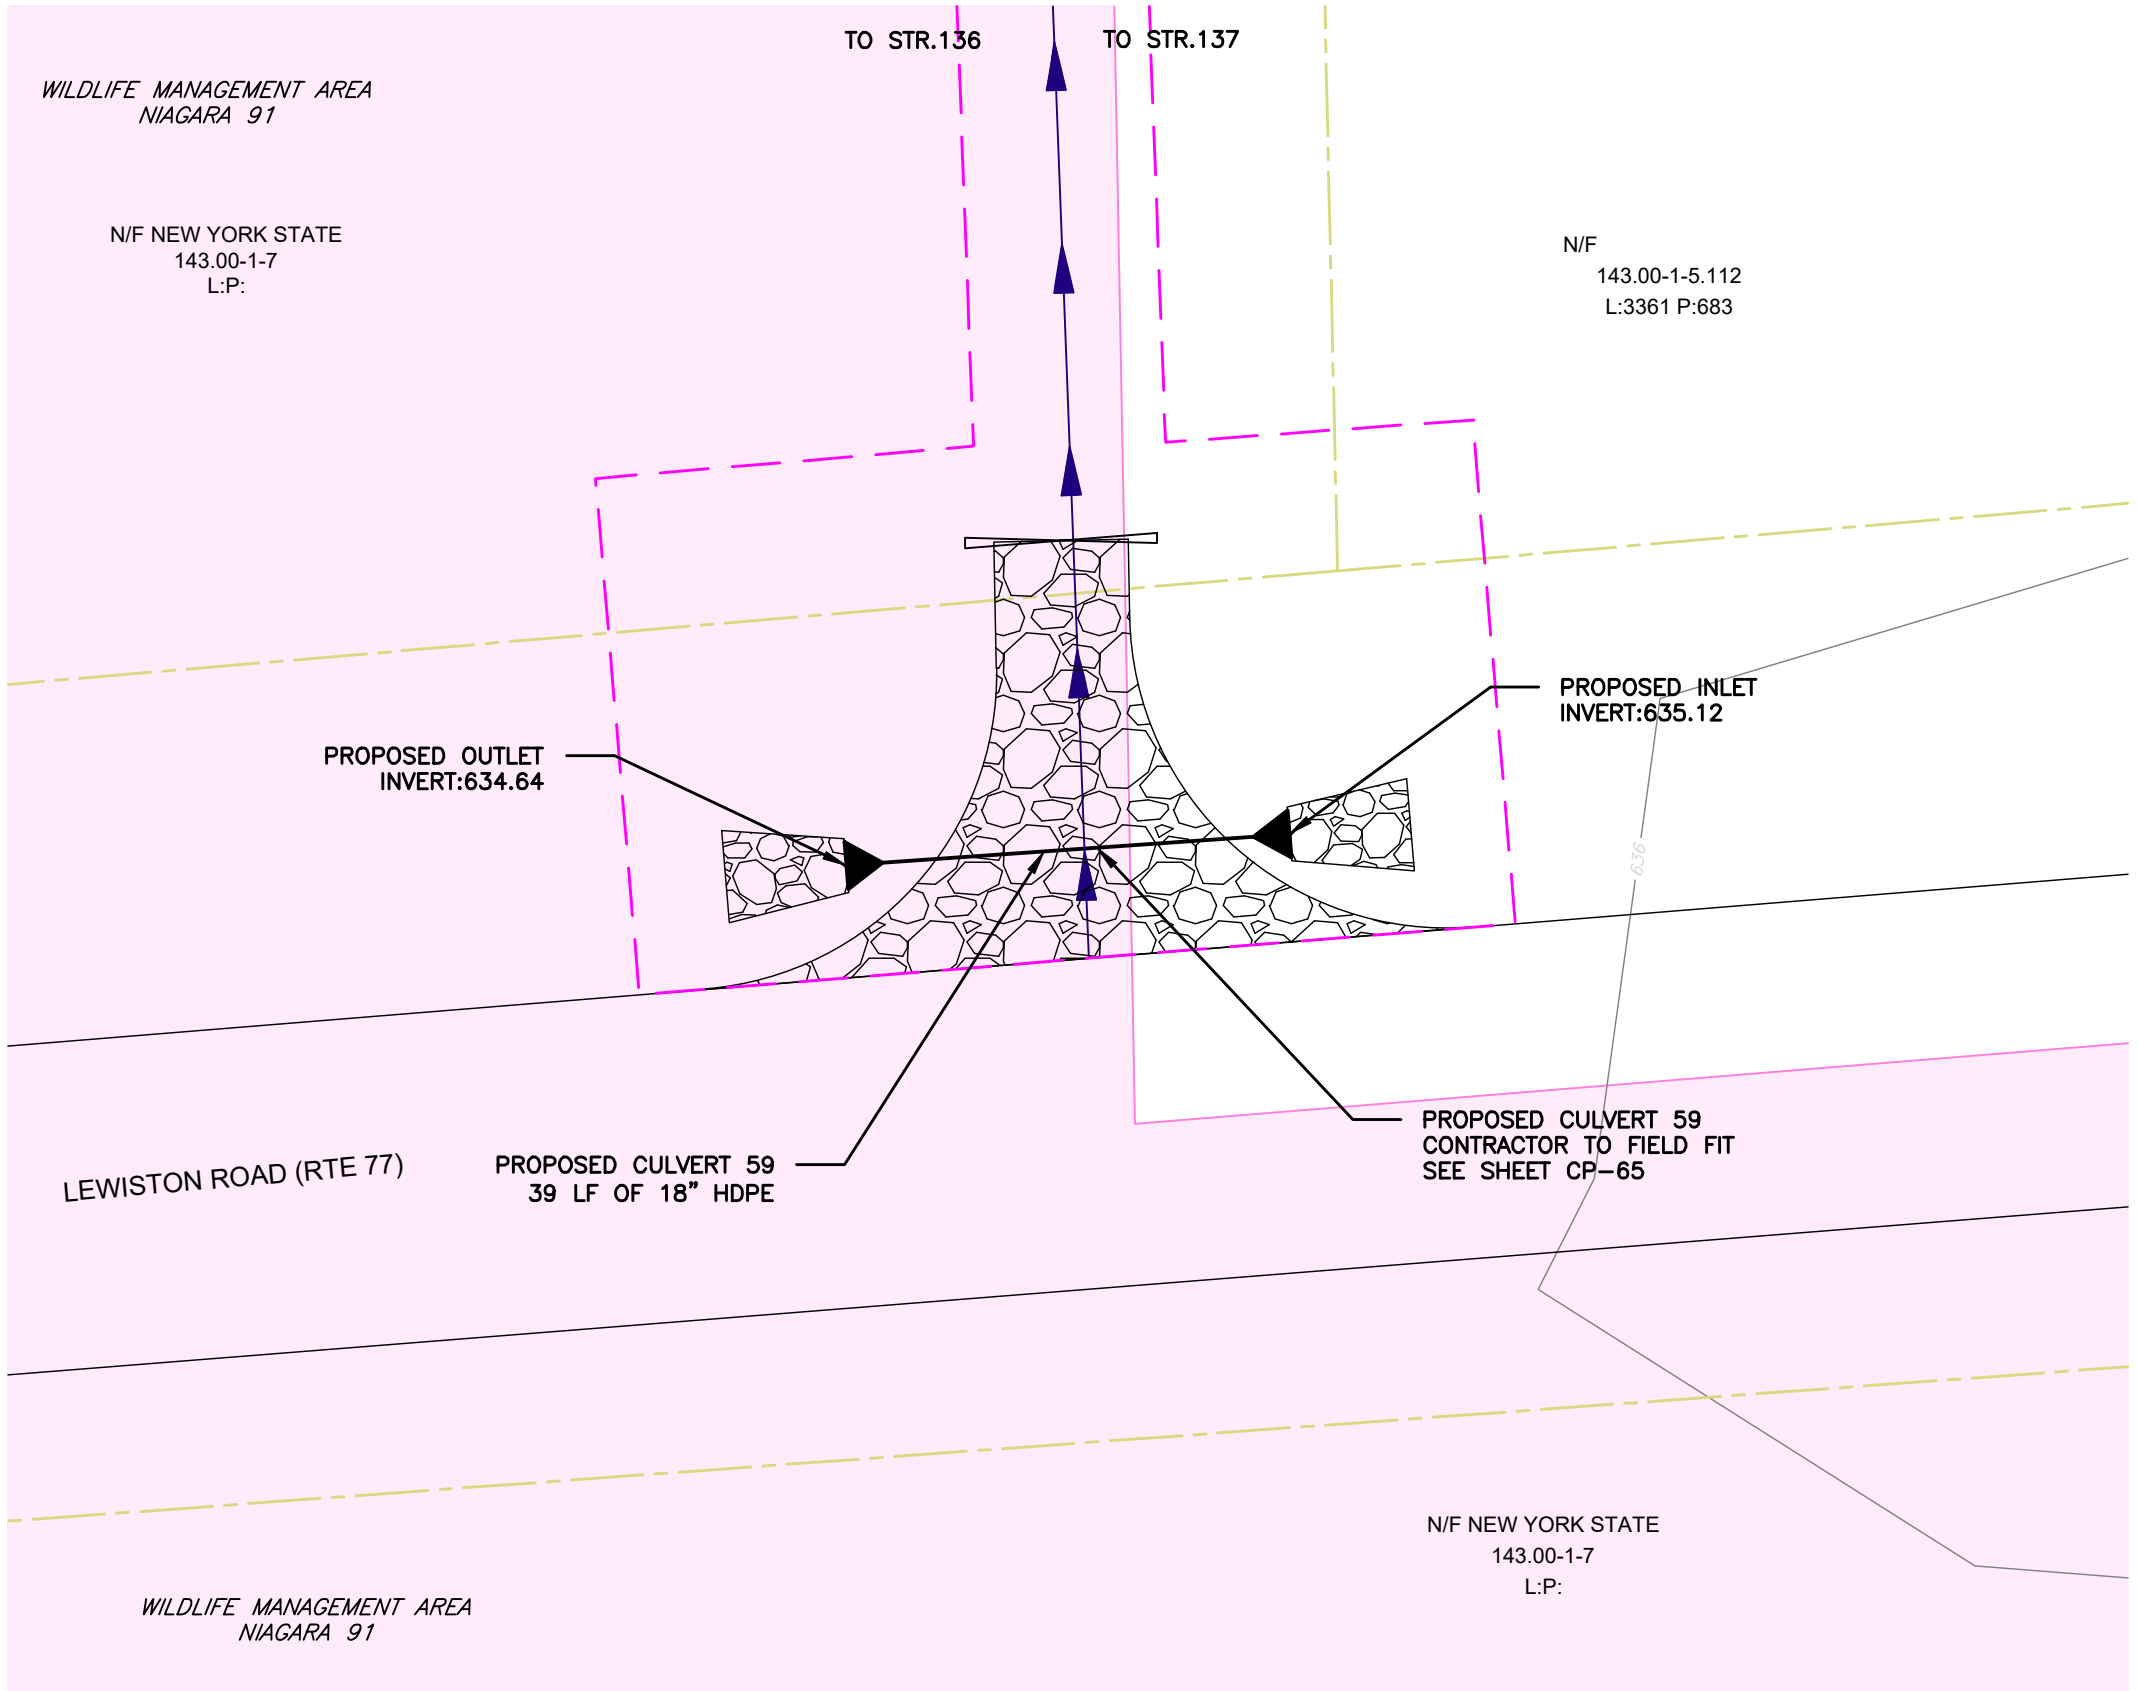 TO STR.136
TO STR.137
WILDLIFE MANAGEMENT AREA
NIAGARA 91
N/F NEW YORK STATE
143.00-1-7
L:P:
N/F
143.00-1-5.112
L:3361 P:683
PROPOSED INLET
INVERT:635.12
PROPOSED OUTLET
INVERT:634.64
636
PROPOSED CULVERT 59
CONTRACTOR TO FIELD FIT
SEE SHEET CP-65
PROPOSED CULVERT 59
39 LF OF 18" HDPE
LEWISTON ROAD (RTE 77)
N/F NEW YORK STATE
143.00-1-7
L:P:
WILDLIFE MANAGEMENT AREA
NIAGARA 91